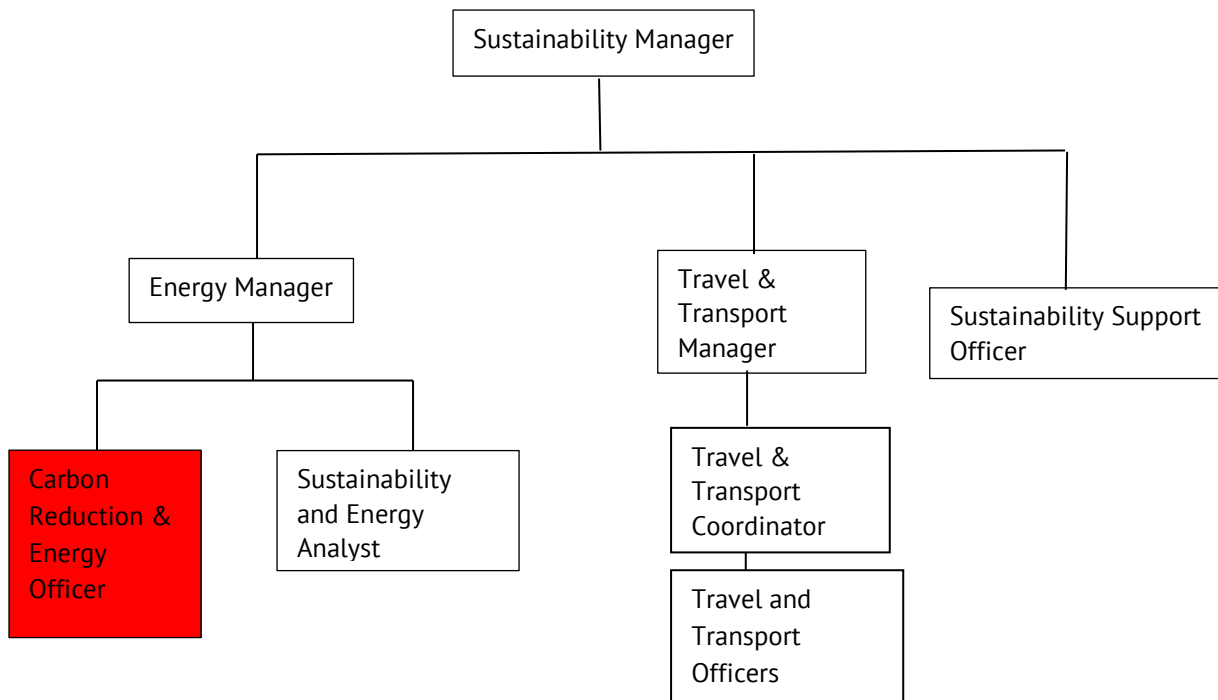 Sustainability Manager
Energy Manager
Travel &
Transport
Manager
Sustainability Support
Officer
Carbon
Reduction &
Energy
Officer
Sustainability
and Energy
Analyst
Travel &
Transport
Coordinator
Travel and
Transport
Officers